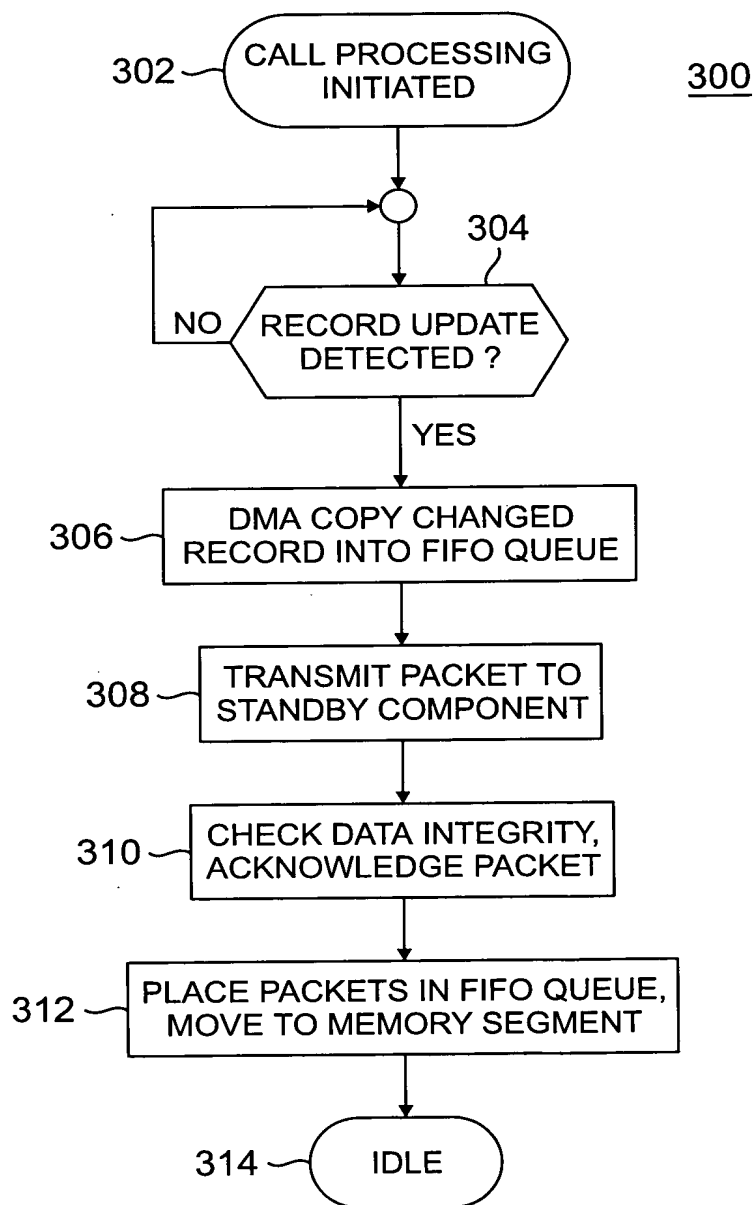 302
CALL PROCESSING
INITIATED
300
304
NO
RECORD UPDATE
DETECTED ?
YES
306
DMA COPY CHANGED
RECORD INTO FIFO QUEUE
308
TRANSMIT PACKET TO
STANDBY COMPONENT
310
CHECK DATA INTEGRITY,
ACKNOWLEDGE PACKET
312
PLACE PACKETS IN FIFO QUEUE,
MOVE TO MEMORY SEGMENT
314
IDLE